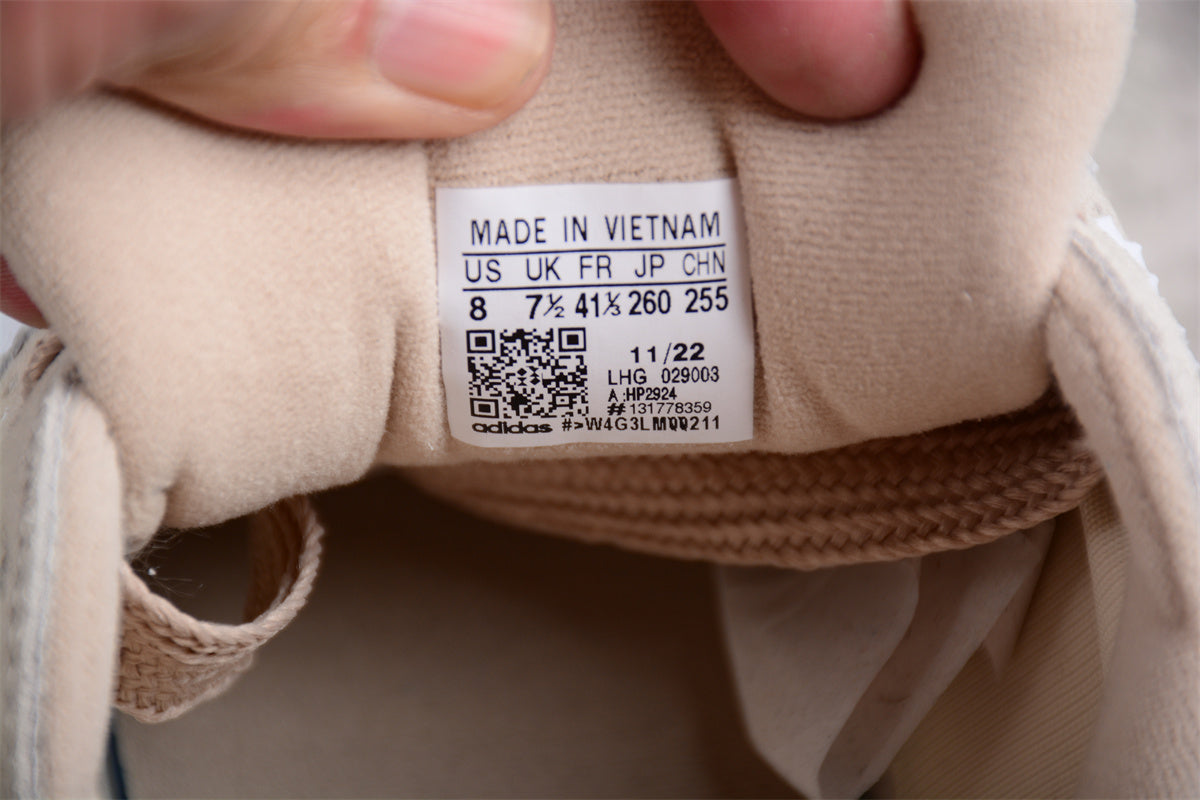 MADE IN VIETNAM
US UK FR JP CHN
8 7½ 41⅓ 260 255
11/22
LHG 029003
A:HP2924
#131778359
adidas #>W4G3LMQQ211